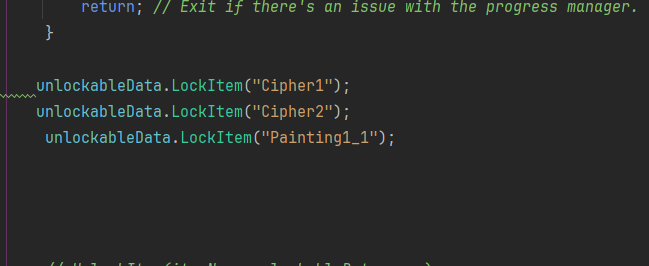 return; // Exit if there's an issue with the progress manager.
}
unlockableData.LockItem("Cipher1");
unlockableData.LockItem("Cipher2");
unlockableData.LockItem("Painting1_1");